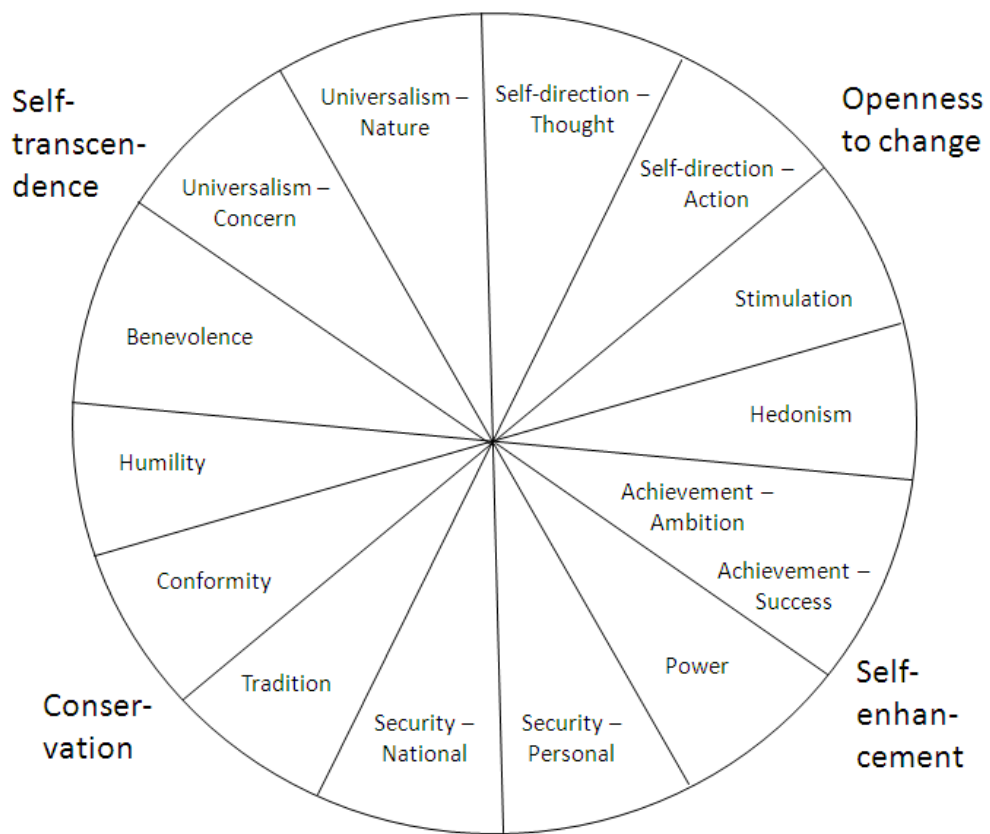 Self-
transcen-
dence
Universalism –
Nature
Self-direction –
Thought
Openness
to change
Universalism –
Concern
Self-direction –
Action
Benevolence
Stimulation
Humility
Hedonism
Conformity
Achievement –
Ambition
Achievement –
Success
Conser-
vation
Tradition
Security –
National
Security –
Personal
Power
Self-
enhan-
cement